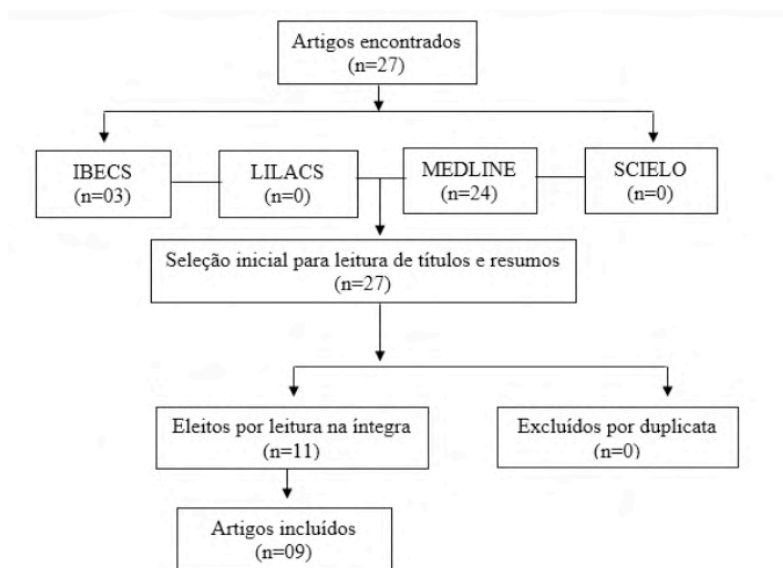 Artigos encontrados
(n=27)
IBECS
(n=03)
LILACS
(n=0)
MEDLINE
(n=24)
SCIELO
(n=0)
Seleção inicial para leitura de títulos e resumos
(n=27)
Eleitos por leitura na íntegra
(n=11)
Excluídos por duplicata
(n=0)
Artigos incluídos
(n=09)